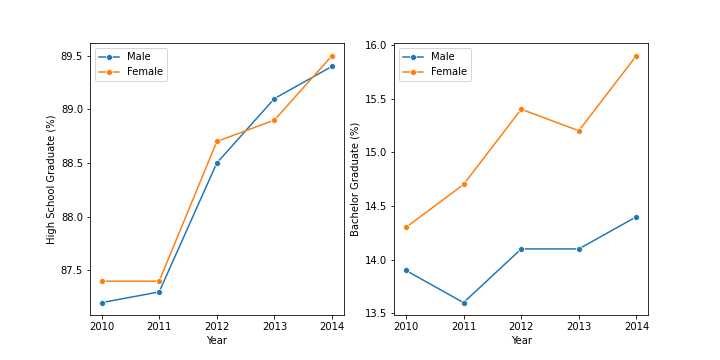 Male
Female
High School Graduate (%)
89.5
89.0
88.5
88.0
87.5
2010 2011 2012 2013 2014
Year
Male
Female
Bachelor Graduate (%)
16.0
15.5
15.0
14.5
14.0
13.5
2010 2011 2012 2013 2014
Year